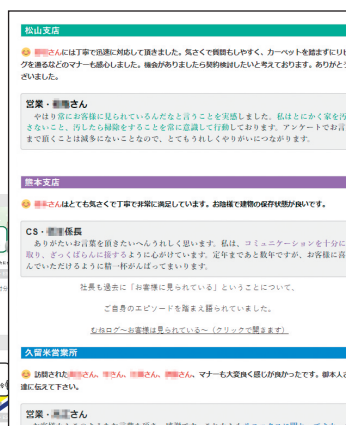 松山支店
さんには丁寧で迅速に対応して頂きました。気さくで質問もしやすく、カーペットを踏まずにリビ
グを通るなどのマナーも感心しました。機会がありましたら契約検討したいと考えております。ありがとう
ざいました。
営業・さん
やはり常にお客様に見られているんだなと言うことを実感しました。私はとにかく家を汚
さないこと、汚したら掃除をすることを常に意識して行動しております。アンケートでお言
まで頂くことは滅多にないことなので、とてもうれしくやりがいにつながります。
熊本支店
さんはとても気さくで丁寧で非常に満足しています。お陰様で建物の保存状態が良いです。
CS・係長
ありがたいお言葉を頂きたいへんうれしく思います。私は、コミュニケーションを十分に
取り、ざっくばらんに接するように心がけています。定年まであと数年ですが、お客様に喜
んでいただけるように精一杯がんばってまいります。
社長も過去に「お客様に見られている」ということについて、
ご自身のエピソードを踏まえ語られていました。
むねログ～お客様は見られている～（クリックで開きます）
久留米営業所
訪問されたさん、さん、さん、さん、マナーも大変良く感じが良かったです。御本人さ
達に伝えて下さい。
営業・さん